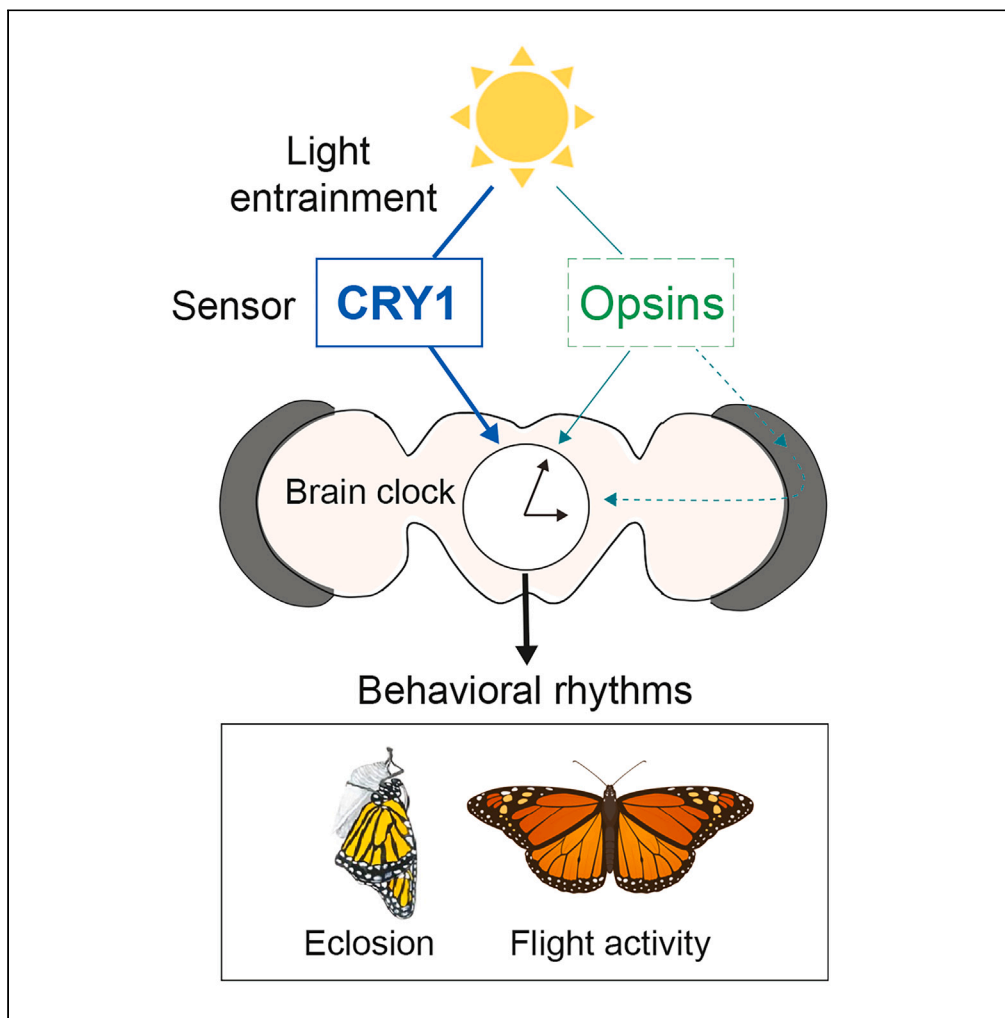 Light
entrainment
Sensor
CRY1
Opsins
Brain clock
Behavioral rhythms
Eclosion
Flight activity